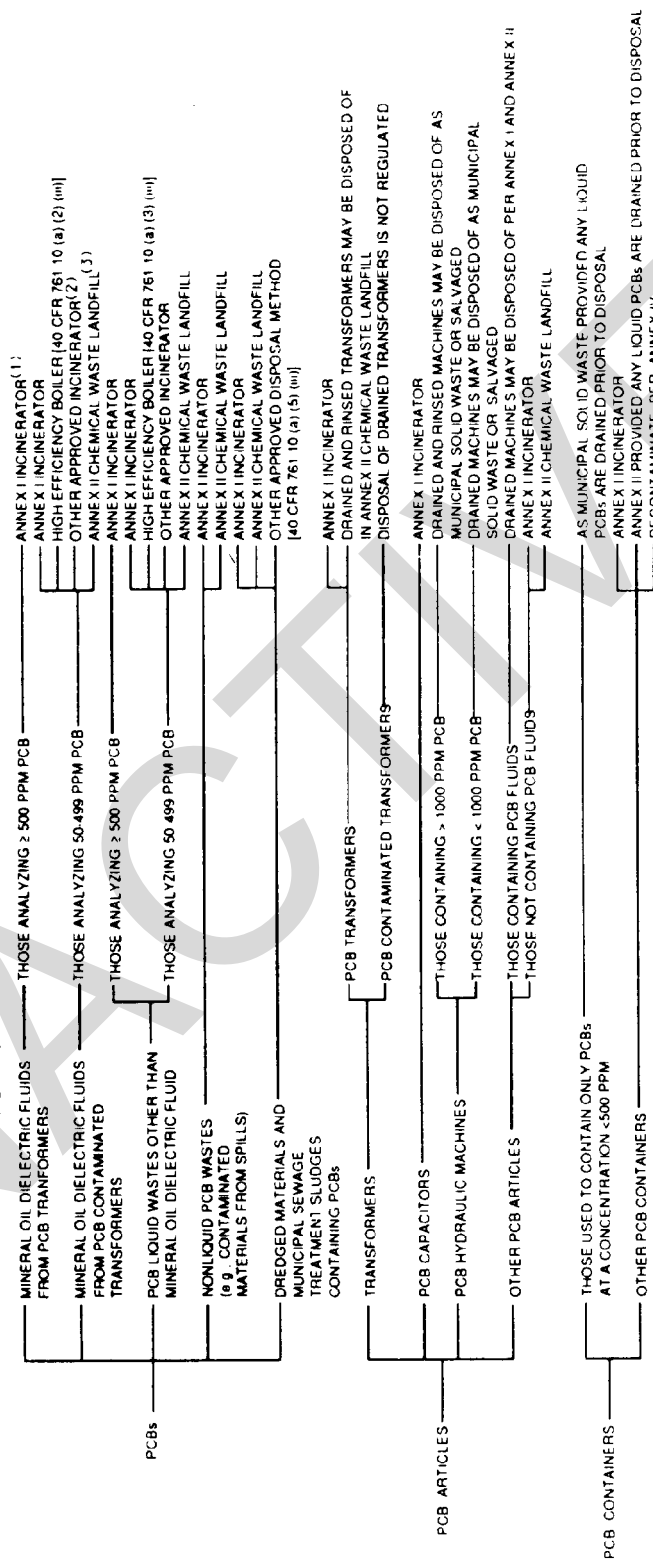 PCBs
MINERAL OIL DIELECTRIC FLUIDS
FROM PCB TRANFORMERS
THOSE ANALYZING ≥ 500 PPM PCB
ANNEX I INCINERATOR(1)
MINERAL OIL DIELECTRIC FLUIDS
FROM PCB CONTAMINATED
TRANSFORMERS
THOSE ANALYZING 50-499 PPM PCB
ANNEX I INCINERATOR
HIGH EFFICIENCY BOILER [40 CFR 761 10 (a) (2) (iii)]
OTHER APPROVED INCINERATOR(2)
ANNEX II CHEMICAL WASTE LANDFILL(3)
PCB LIQUID WASTES OTHER THAN
MINERAL OIL DIELECTRIC FLUID
THOSE ANALYZING ≥ 500 PPM PCB
ANNEX I INCINERATOR
THOSE ANALYZING 50-499 PPM PCB
ANNEX I INCINERATOR
HIGH EFFICIENCY BOILER [40 CFR 761 10 (a) (3) (iii)]
OTHER APPROVED INCINERATOR
ANNEX II CHEMICAL WASTE LANDFILL
NONLIQUID PCB WASTES
(e g . CONTAMINATED
MATERIALS FROM SPILLS)
ANNEX I INCINERATOR
ANNEX II CHEMICAL WASTE LANDFILL
DREDGED MATERIALS AND
MUNICIPAL SEWAGE
TREATMENT SLUDGES
CONTAINING PCBs
ANNEX I INCINERATOR
ANNEX II CHEMICAL WASTE LANDFILL
OTHER APPROVED DISPOSAL METHOD
[40 CFR 761 10 (a) (5) (iii)]
PCB ARTICLES
TRANSFORMERS
PCB TRANSFORMERS
ANNEX I INCINERATOR
DRAINED AND RINSED TRANSFORMERS MAY BE DISPOSED OF
IN ANNEX II CHEMICAL WASTE LANDFILL
PCB CONTAMINATED TRANSFORMERS
DISPOSAL OF DRAINED TRANSFORMERS IS NOT REGULATED
PCB CAPACITORS
ANNEX I INCINERATOR
PCB HYDRAULIC MACHINES
THOSE CONTAINING > 1000 PPM PCB
DRAINED AND RINSED MACHINES MAY BE DISPOSED OF AS
MUNICIPAL SOLID WASTE OR SALVAGED
THOSE CONTAINING < 1000 PPM PCB
DRAINED MACHINES MAY BE DISPOSED OF AS MUNICIPAL
SOLID WASTE OR SALVAGED
OTHER PCB ARTICLES
THOSE CONTAINING PCB FLUIDS
DRAINED MACHINES MAY BE DISPOSED OF PER ANNEX I AND ANNEX II
THOSE NOT CONTAINING PCB FLUIDS
ANNEX I INCINERATOR
ANNEX II CHEMICAL WASTE LANDFILL
PCB CONTAINERS
THOSE USED TO CONTAIN ONLY PCBs
AT A CONCENTRATION <500 PPM
AS MUNICIPAL SOLID WASTE PROVIDED ANY LIQUID
PCBs ARE DRAINED PRIOR TO DISPOSAL
OTHER PCB CONTAINERS
ANNEX I INCINERATOR
ANNEX II PROVIDED ANY LIQUID PCBs ARE DRAINED PRIOR TO DISPOSAL
DECONTAMINATE PER ANNEX IV